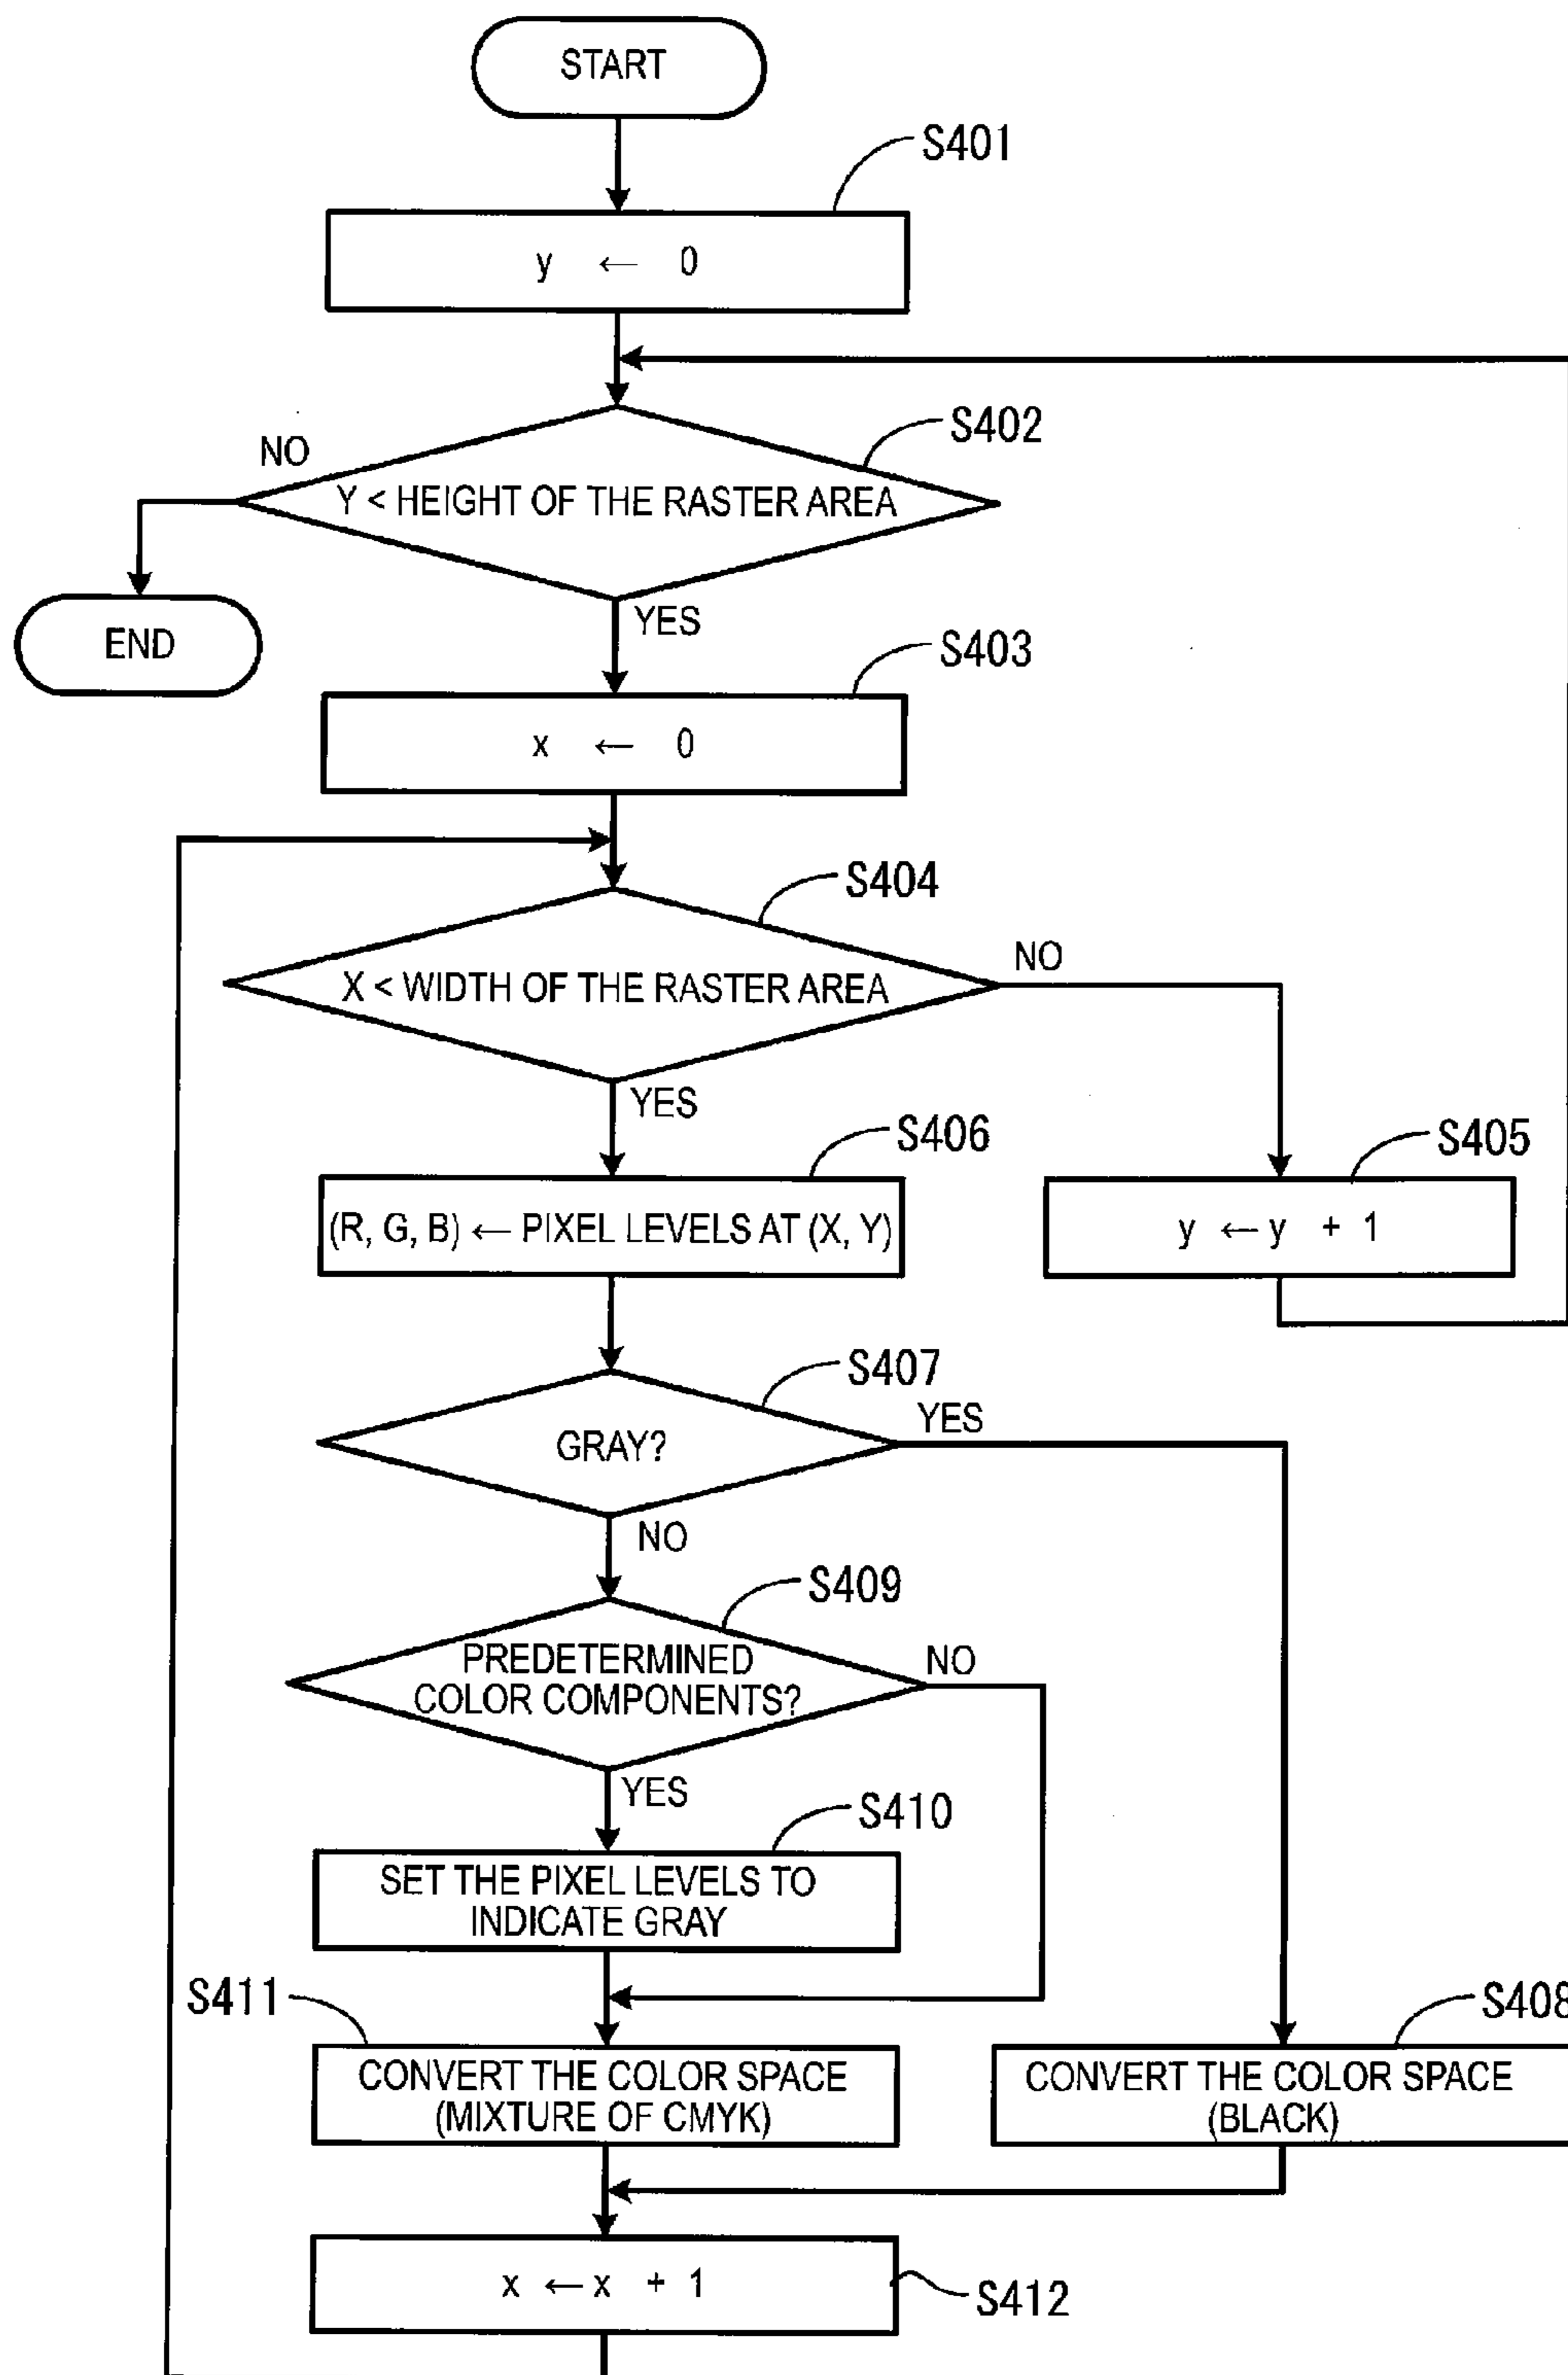 START
S401
y ← 0
S402
NO
Y < HEIGHT OF THE RASTER AREA
END
YES
S403
x ← 0
S404
NO
X < WIDTH OF THE RASTER AREA
YES
S406
S405
(R, G, B) ← PIXEL LEVELS AT (X, Y)
y ← y + 1
S407
YES
GRAY?
NO
S409
PREDETERMINED
COLOR COMPONENTS?
NO
YES
S410
SET THE PIXEL LEVELS TO
INDICATE GRAY
S411
S408
CONVERT THE COLOR SPACE
(MIXTURE OF CMYK)
CONVERT THE COLOR SPACE
(BLACK)
x ← x + 1
S412